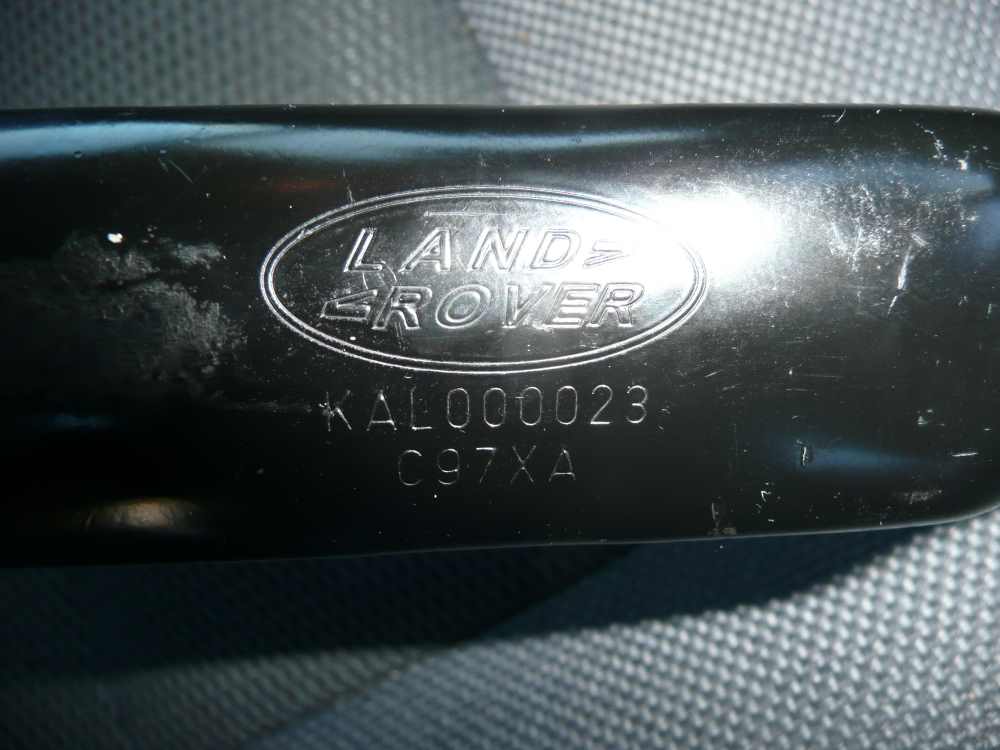 LAND
ROVER
KAL000023
C97XA